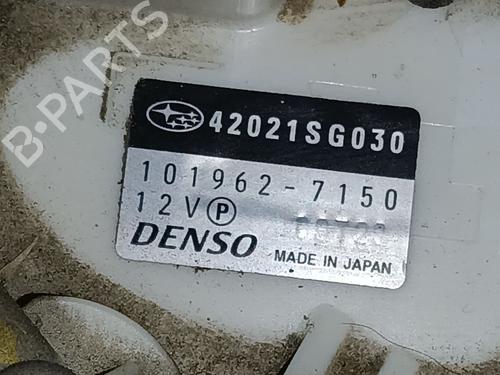 42021SG030
101962-7150
12V P
DENSO
MADE IN JAPAN
B-PARTS